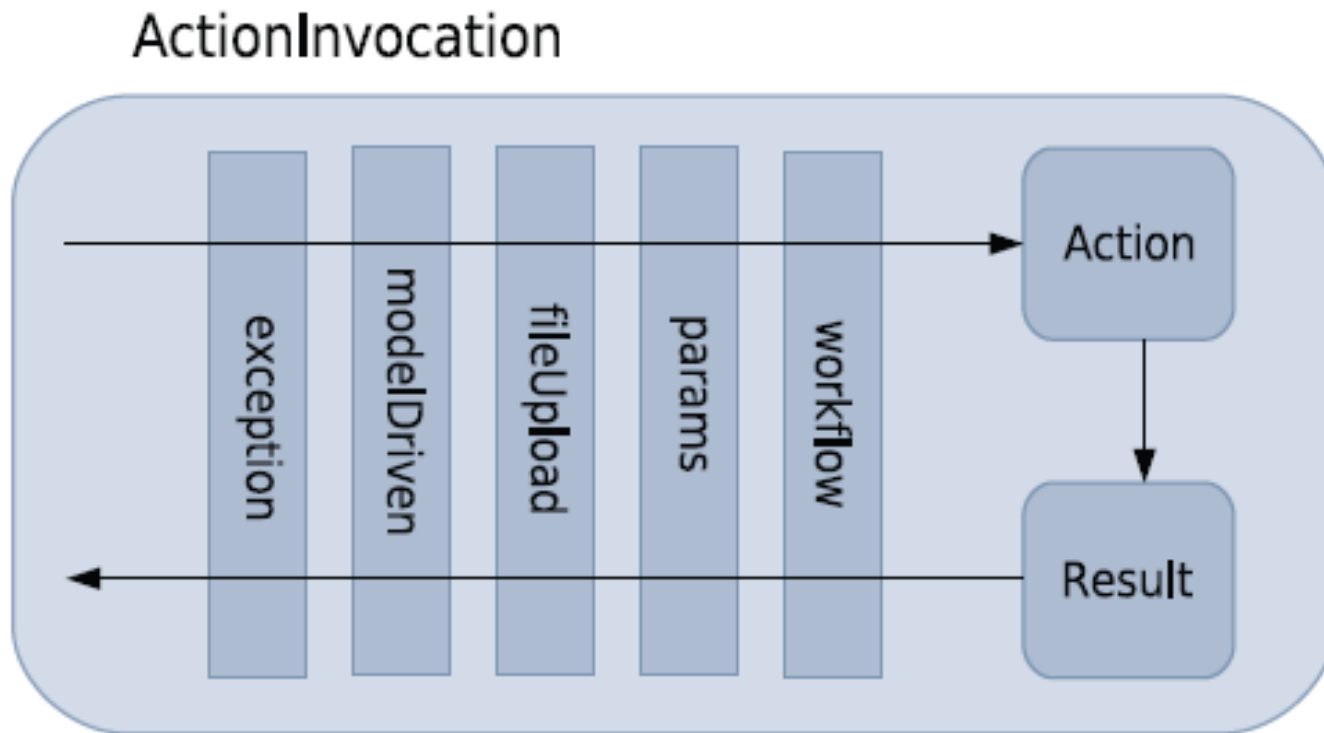 ActionInvocation
exception
modelDriven
fileUpload
params
workflow
Action
Result